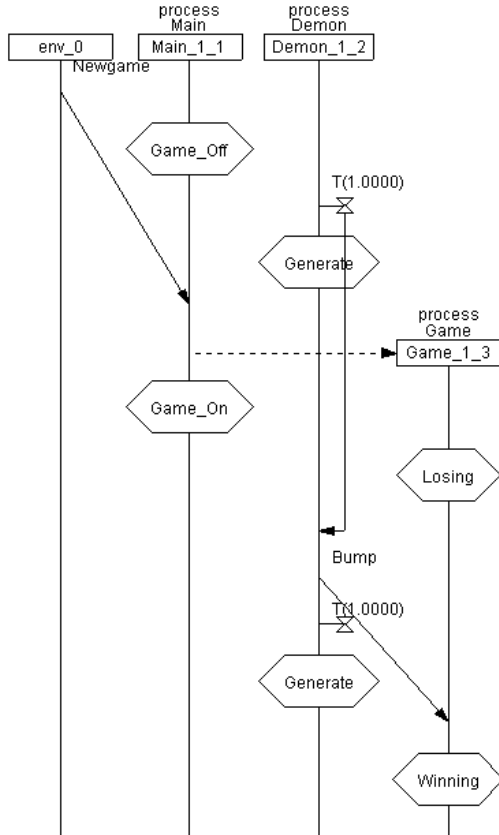 process
Main
process
Demon
env_0
Main_1_1
Demon_1_2
Newgame
Game_Off
T(1.0000)
Generate
process
Game
Game_1_3
Game_On
Losing
Bump
T(1.0000)
Generate
Winning